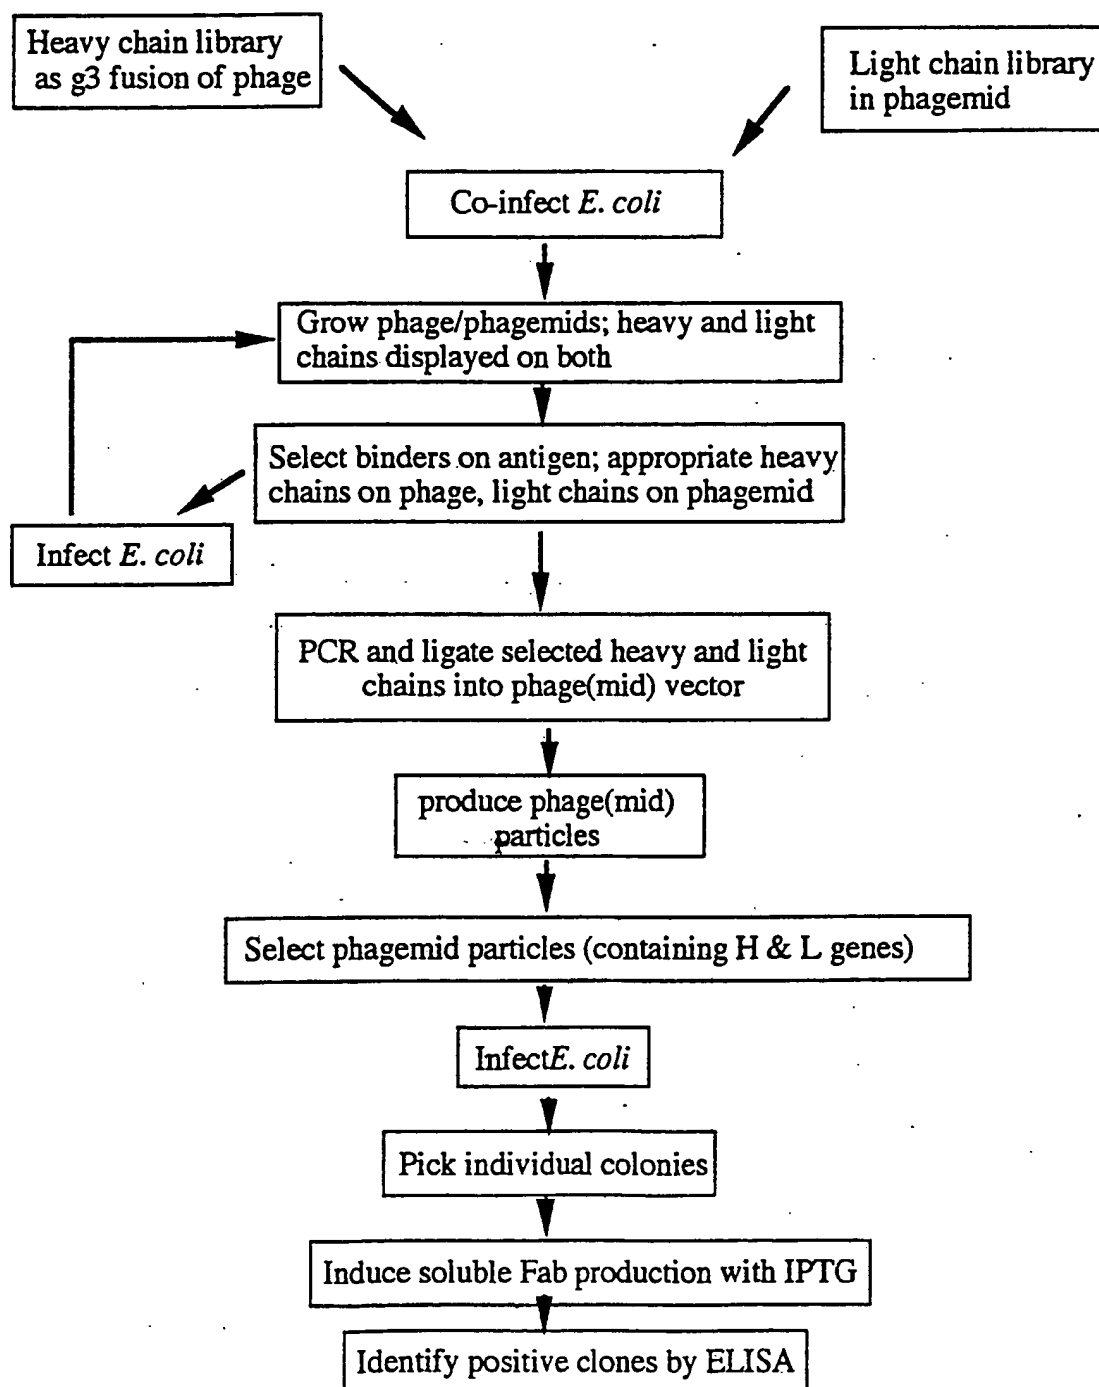 Heavy chain library
as g3 fusion of phage
Light chain library
in phagemid
Co-infect E. coli
Grow phage/phagemids; heavy and light
chains displayed on both
Select binders on antigen; appropriate heavy
chains on phage, light chains on phagemid
Infect E. coli
PCR and ligate selected heavy and light
chains into phage(mid) vector
produce phage(mid)
particles
Select phagemid particles (containing H & L genes)
InfectE. coli
Pick individual colonies
Induce soluble Fab production with IPTG
Identify positive clones by ELISA